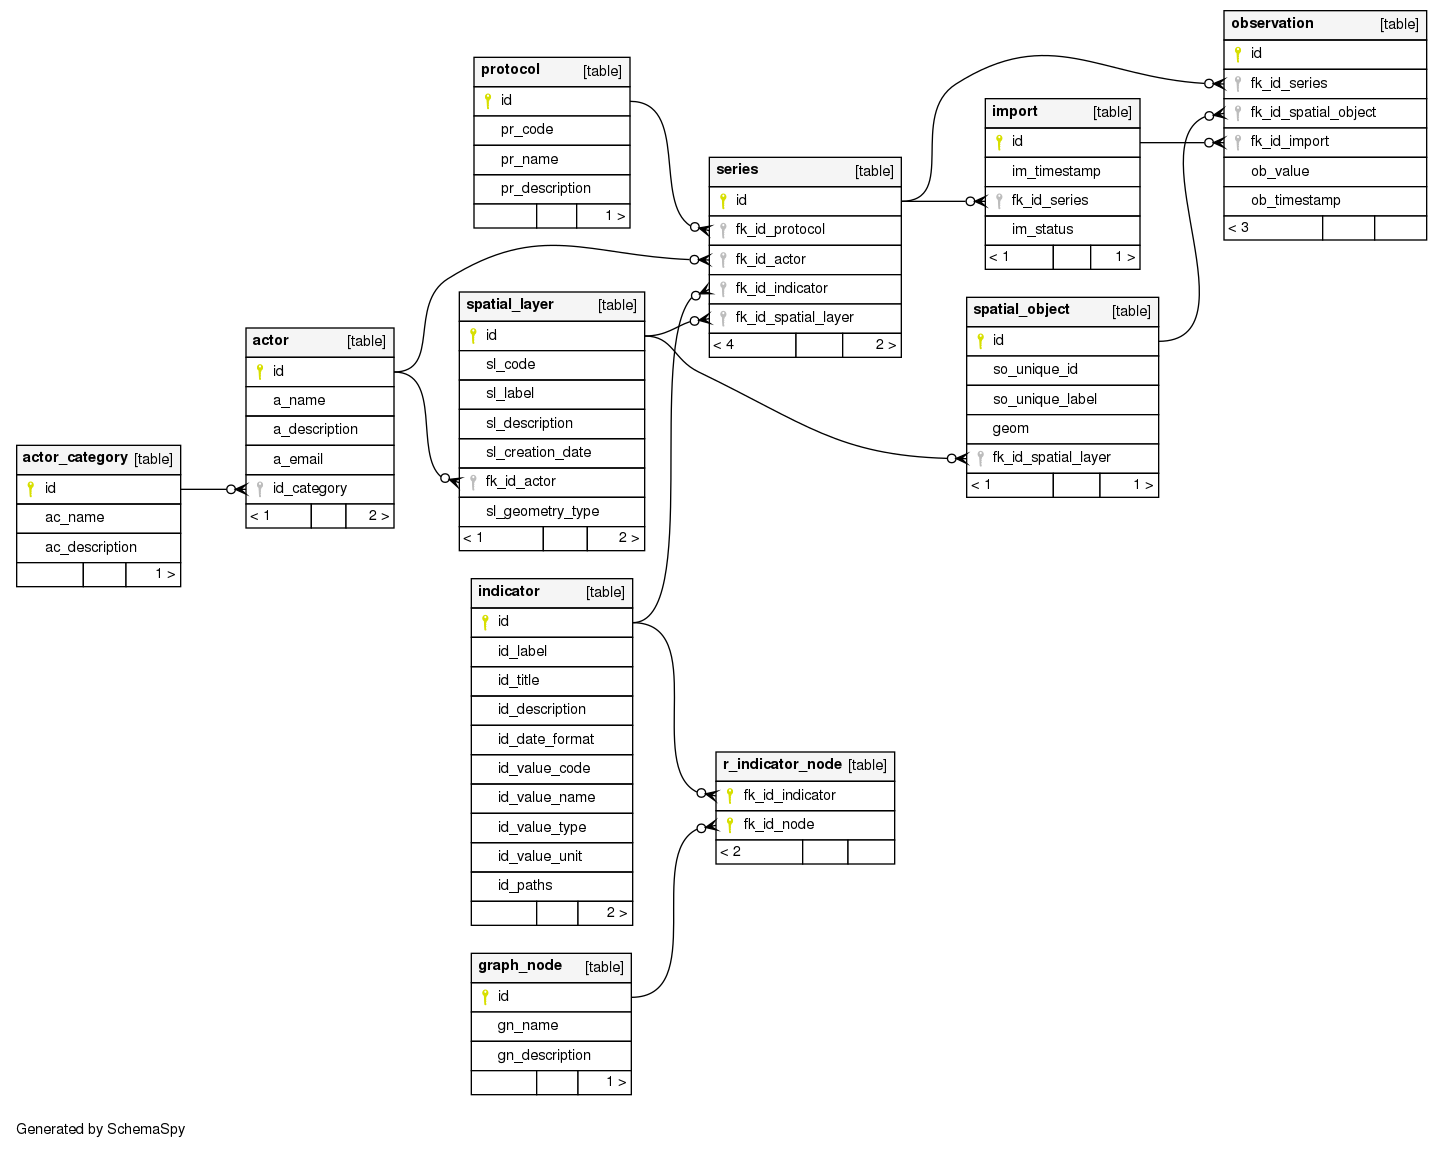 observation [table]
id
fk_id_series
fk_id_spatial_object
fk_id_import
ob_value
ob_timestamp
< 3
protocol [table]
id
pr_code
pr_name
pr_description
1 >
import [table]
id
im_timestamp
fk_id_series
im_status
< 1 1 >
series [table]
id
fk_id_protocol
fk_id_actor
fk_id_indicator
fk_id_spatial_layer
< 4 2 >
spatial_layer [table]
id
sl_code
sl_label
sl_description
sl_creation_date
fk_id_actor
sl_geometry_type
< 1 2 >
spatial_object [table]
id
so_unique_id
so_unique_label
geom
fk_id_spatial_layer
< 1 1 >
actor [table]
id
a_name
a_description
a_email
id_category
< 1 2 >
actor_category [table]
id
ac_name
ac_description
1 >
indicator [table]
id
id_label
id_title
id_description
id_date_format
id_value_code
id_value_name
id_value_type
id_value_unit
id_paths
2 >
r_indicator_node [table]
fk_id_indicator
fk_id_node
< 2
graph_node [table]
id
gn_name
gn_description
1 >
Generated by SchemaSpy